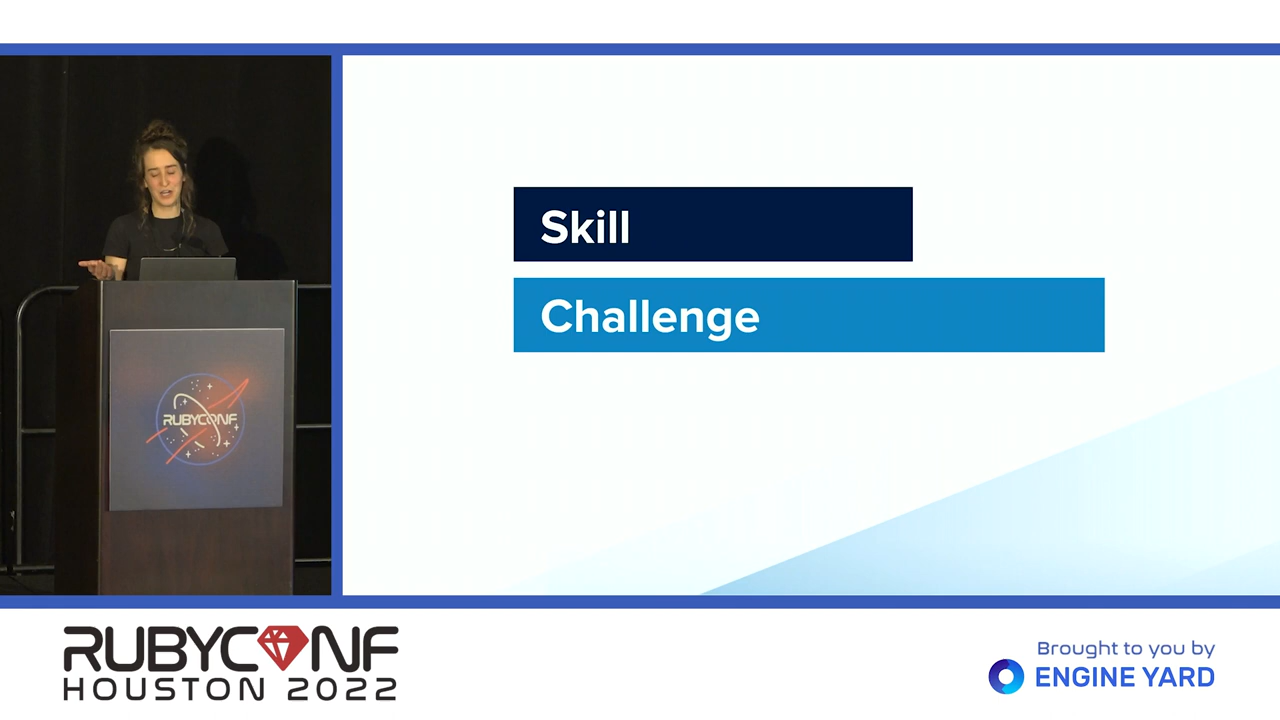 Skill
Challenge
RUBYCONF
RUBYCONF
HOUSTON 2022
Brought to you by
ENGINE YARD